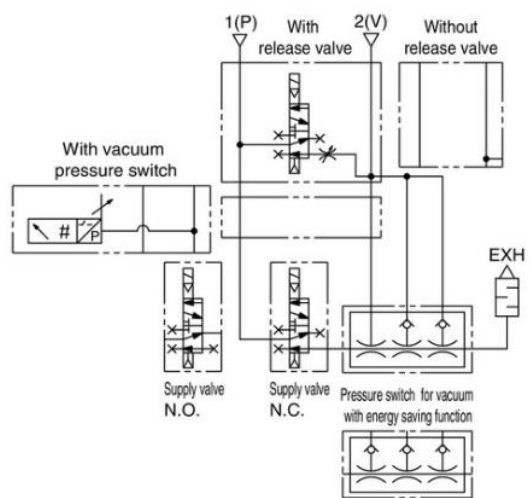 1(P)
With
release valve
2(V)
Without
release valve
With vacuum
pressure switch
#
P
EXH
Supply valve
N.O.
Supply valve
N.C.
Pressure switch for vacuum
with energy saving function